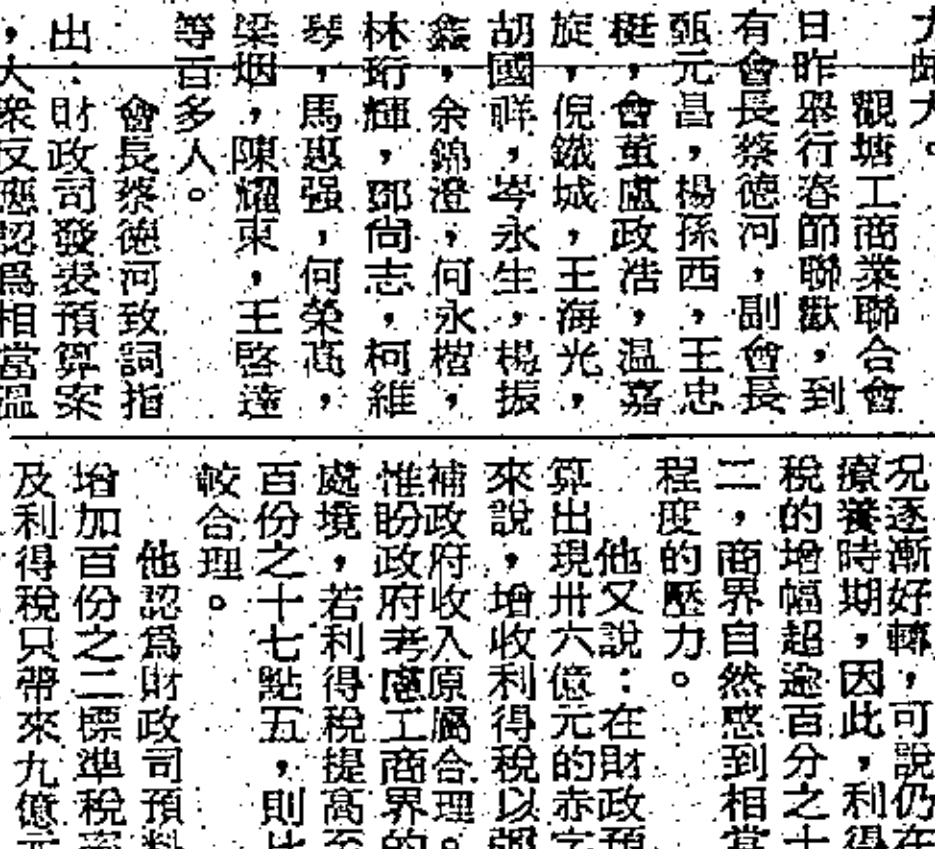 觀塘工商業聯合會
日昨舉行春節聯歡，到
有會長蔡德河，副會長
甄元昌，楊孫西，王忠
梃，會董盧政浩，温嘉
旋，倪鐵城，王海光，
胡國祥，岑永生，楊振
鑫，余錦澄，何永楷，
林珩輝，鄧尙志，柯維
琴，馬惠强，何榮高，
梁烟，陳耀東，王啓達
等百多人。
會長蔡德河致詞指
出：財政司發表預算案
，人衆反應認爲相當溫
况逐漸好轉，可說仍在
療養時期，因此，利得
稅的增幅超逾百分之十
二，商界自然感到相當
程度的壓力。
他又說：在財政預
算出現卅六億元的赤字
來說，增收利得稅以彌
補政府收入原屬合理。
惟盼政府考慮工商界的
處境，若利得稅提高至
百份之十七點五，則比
較合理。
他認爲財政司預料
增加百份之二標準稅率
及利得稅只帶來九億元